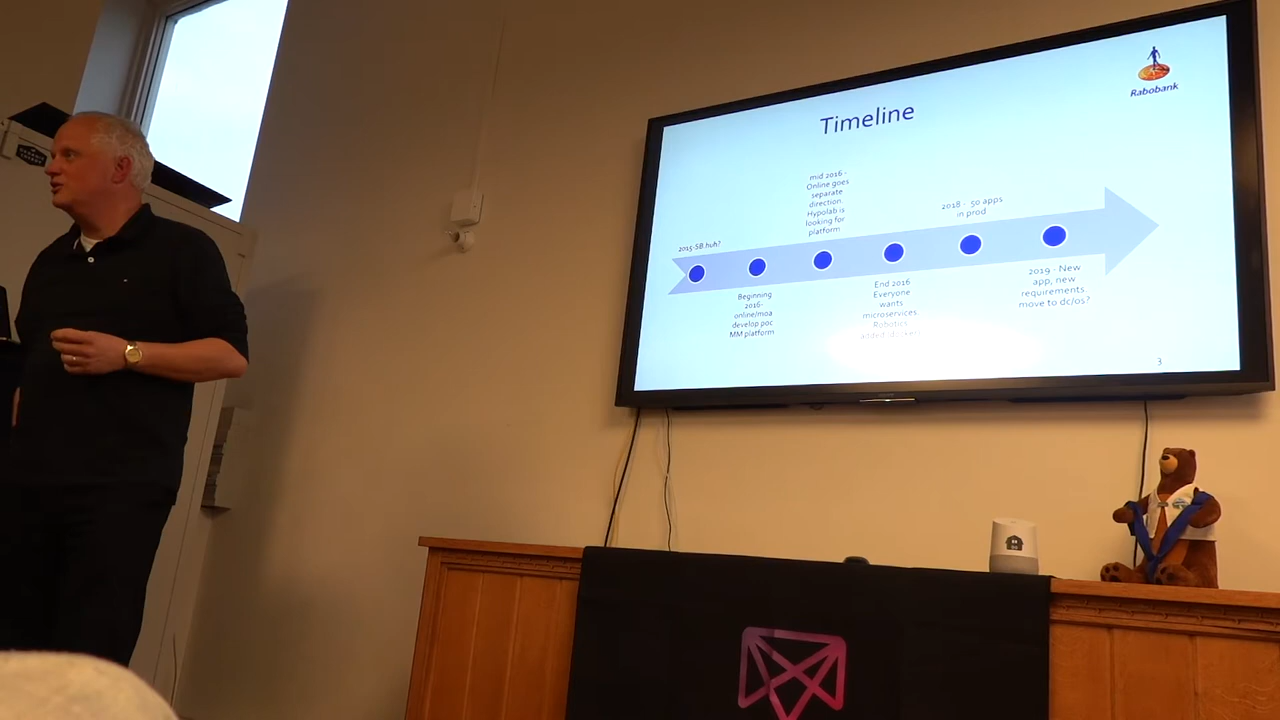 Timeline
Rabobank
2015-SB huh?
Beginning
2016-
online/moa
develop poc
MM platform
mid 2016 -
Online goes
separate
direction.
Hypolab is
looking for
platform
End 2016
Everyone
wants
microservices
Robotics
2018 - 50 apps
in prod
2019 - New
app, new
requirements.
move to dc/os?
3